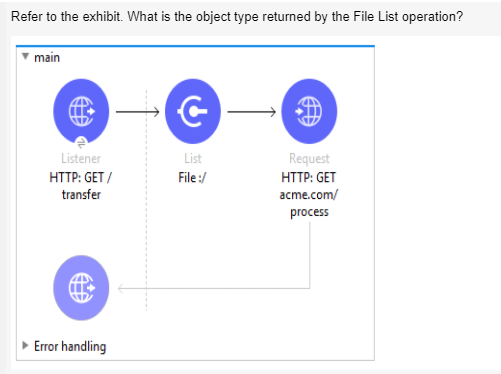 Refer to the exhibit. What is the object type returned by the File List operation?
main
Listener
HTTP: GET /
transfer
List
File :/
Request
HTTP: GET
acme.com/
process
Error handling